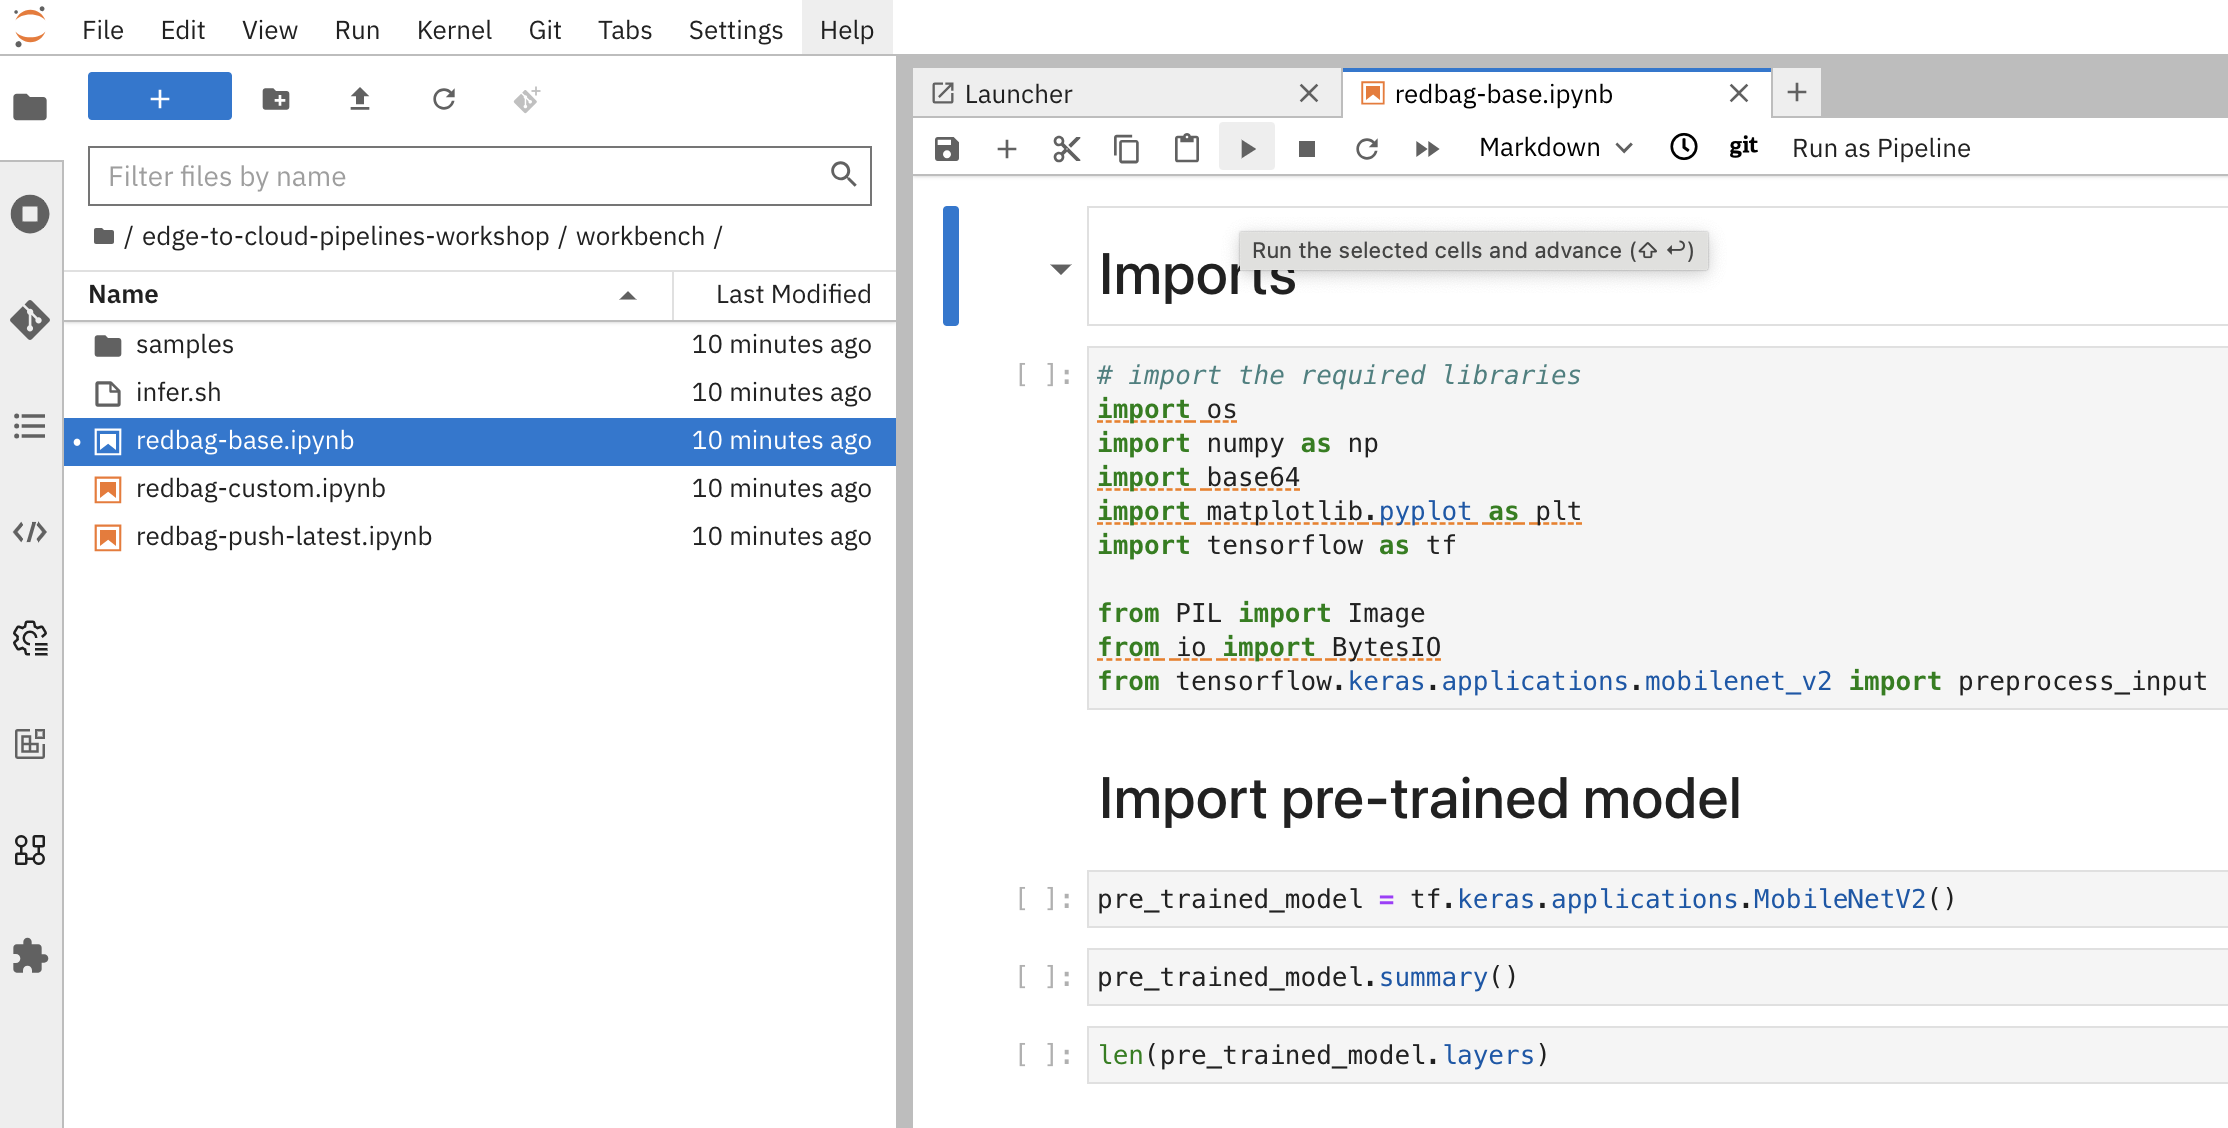 File Edit View Run Kernel Git Tabs Settings Help
Filter files by name
/ edge-to-cloud-pipelines-workshop / workbench /
Name Last Modified
samples 10 minutes ago
infer.sh 10 minutes ago
redbag-base.ipynb 10 minutes ago
redbag-custom.ipynb 10 minutes ago
redbag-push-latest.ipynb 10 minutes ago
Launcher redbag-base.ipynb
Markdown git Run as Pipeline
Run the selected cells and advance (⇧ ↩)
Imports
[ ]: # import the required libraries
import os
import numpy as np
import base64
import matplotlib.pyplot as plt
import tensorflow as tf
from PIL import Image
from io import BytesIO
from tensorflow.keras.applications.mobilenet_v2 import preprocess_input
Import pre-trained model
[ ]: pre_trained_model = tf.keras.applications.MobileNetV2()
[ ]: pre_trained_model.summary()
[ ]: len(pre_trained_model.layers)